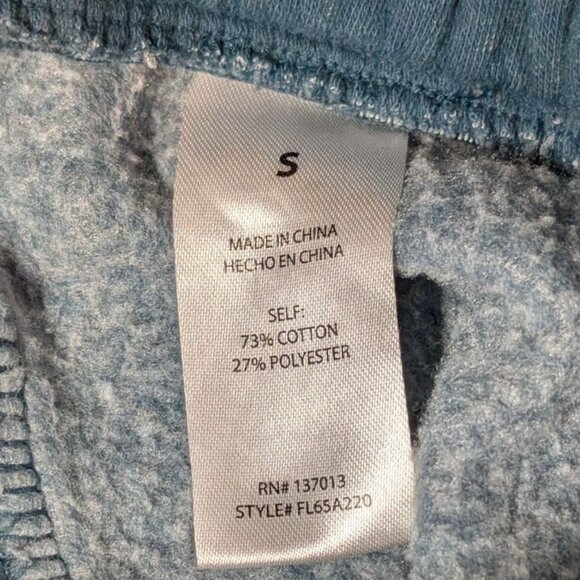 S
MADE IN CHINA
HECHO EN CHINA
SELF:
73% COTTON
27% POLYESTER
RN# 137013
STYLE# FL65A220